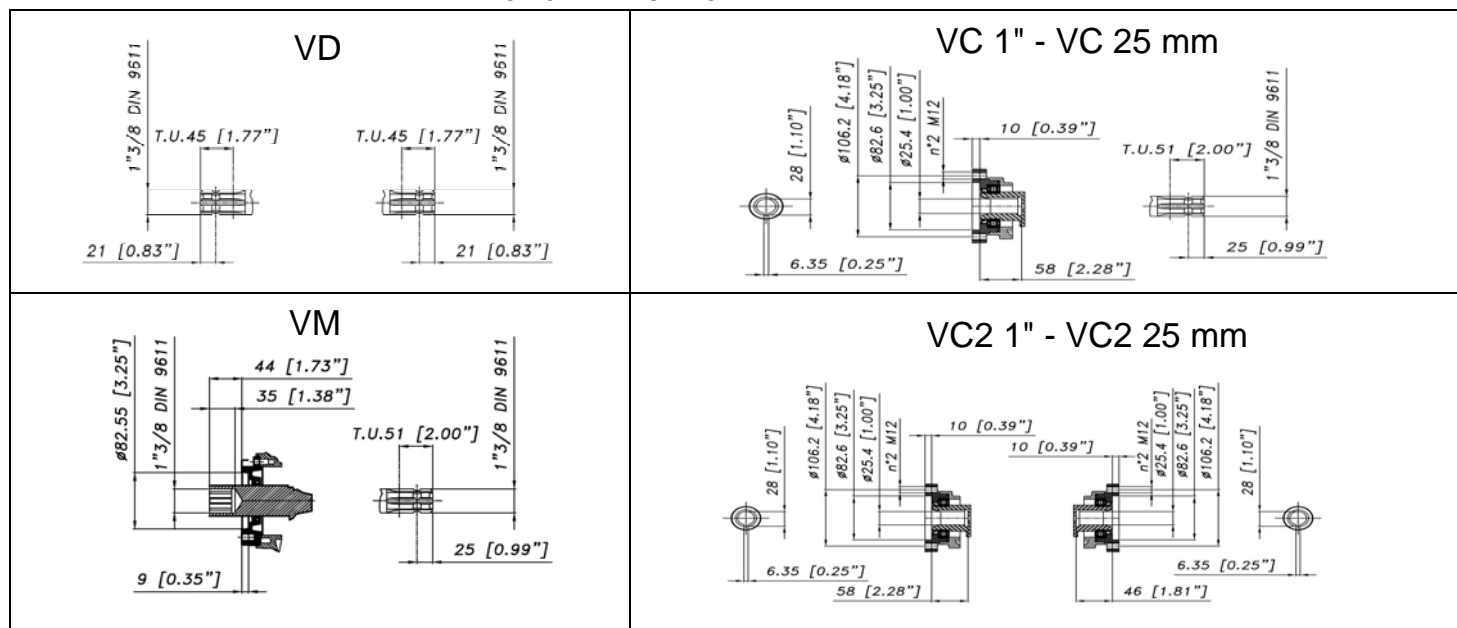 VD
1"3/8 DIN 9611
T.U.45 [1.77"]
T.U.45 [1.77"]
1"3/8 DIN 9611
21 [0.83"]
21 [0.83"]
VC 1" - VC 25 mm
28 [1.10"]
ø106.2 [4.18"]
ø82.6 [3.25"]
ø25.4 [1.00"]
n°2 M12
10 [0.39"]
T.U.51 [2.00"]
1"3/8 DIN 9611
6.35 [0.25"]
58 [2.28"]
25 [0.99"]
VM
ø82.55 [3.25"]
1"3/8 DIN 9611
44 [1.73"]
35 [1.38"]
T.U.51 [2.00"]
1"3/8 DIN 9611
9 [0.35"]
25 [0.99"]
VC2 1" - VC2 25 mm
28 [1.10"]
ø106.2 [4.18"]
ø82.6 [3.25"]
ø25.4 [1.00"]
n°2 M12
10 [0.39"]
10 [0.39"]
n°2 M12
ø25.4 [1.00"]
ø82.6 [3.25"]
ø106.2 [4.18"]
28 [1.10"]
6.35 [0.25"]
58 [2.28"]
6.35 [0.25"]
46 [1.81"]